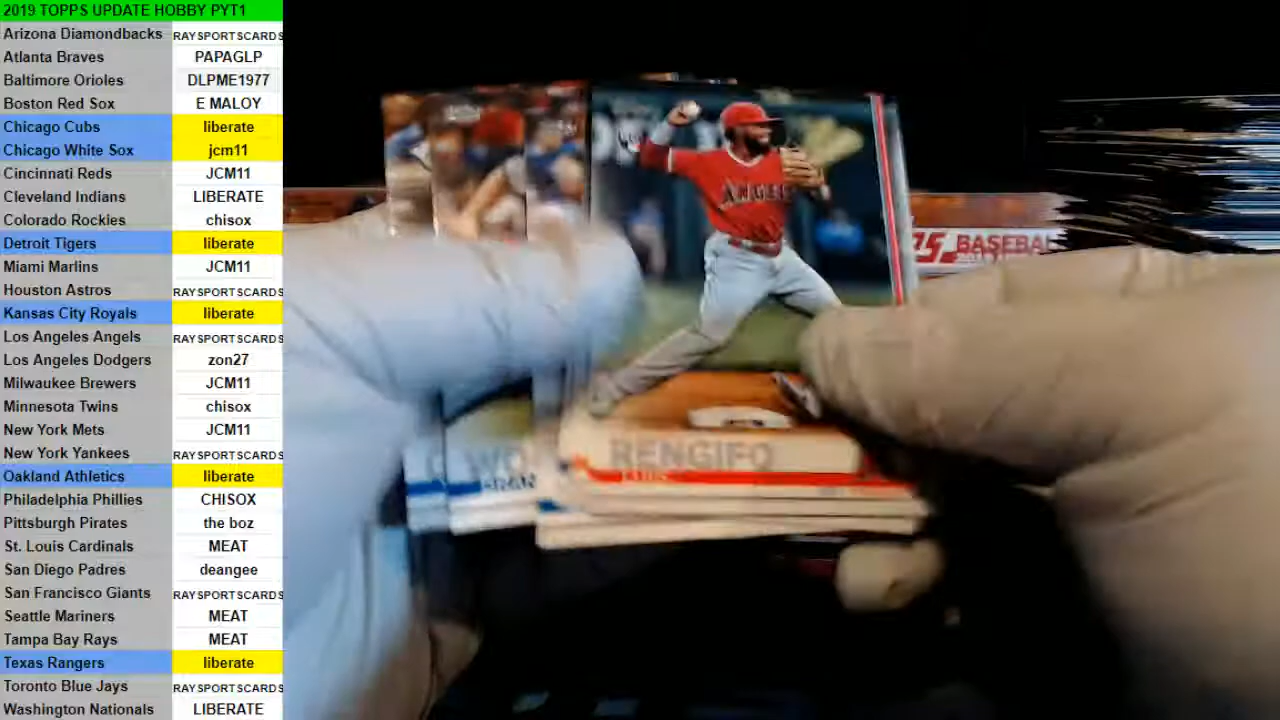 2019 TOPPS UPDATE HOBBY PYT1
Arizona Diamondbacks RAYSPORTSCARDS
Atlanta Braves PAPAGLP
Baltimore Orioles DLPME1977
Boston Red Sox E MALOY
Chicago Cubs liberate
Chicago White Sox jcm11
Cincinnati Reds JCM11
Cleveland Indians LIBERATE
Colorado Rockies chisox
Detroit Tigers liberate
Miami Marlins JCM11
Houston Astros RAYSPORTSCARDS
Kansas City Royals liberate
Los Angeles Angels RAYSPORTSCARDS
Los Angeles Dodgers zon27
Milwaukee Brewers JCM11
Minnesota Twins chisox
New York Mets JCM11
New York Yankees RAYSPORTSCARDS
Oakland Athletics liberate
Philadelphia Phillies CHISOX
Pittsburgh Pirates the boz
St. Louis Cardinals MEAT
San Diego Padres deangee
San Francisco Giants RAYSPORTSCARDS
Seattle Mariners MEAT
Tampa Bay Rays MEAT
Texas Rangers liberate
Toronto Blue Jays RAYSPORTSCARDS
Washington Nationals LIBERATE
ANGELS
RENGIFO
LUIS
BASEBAL